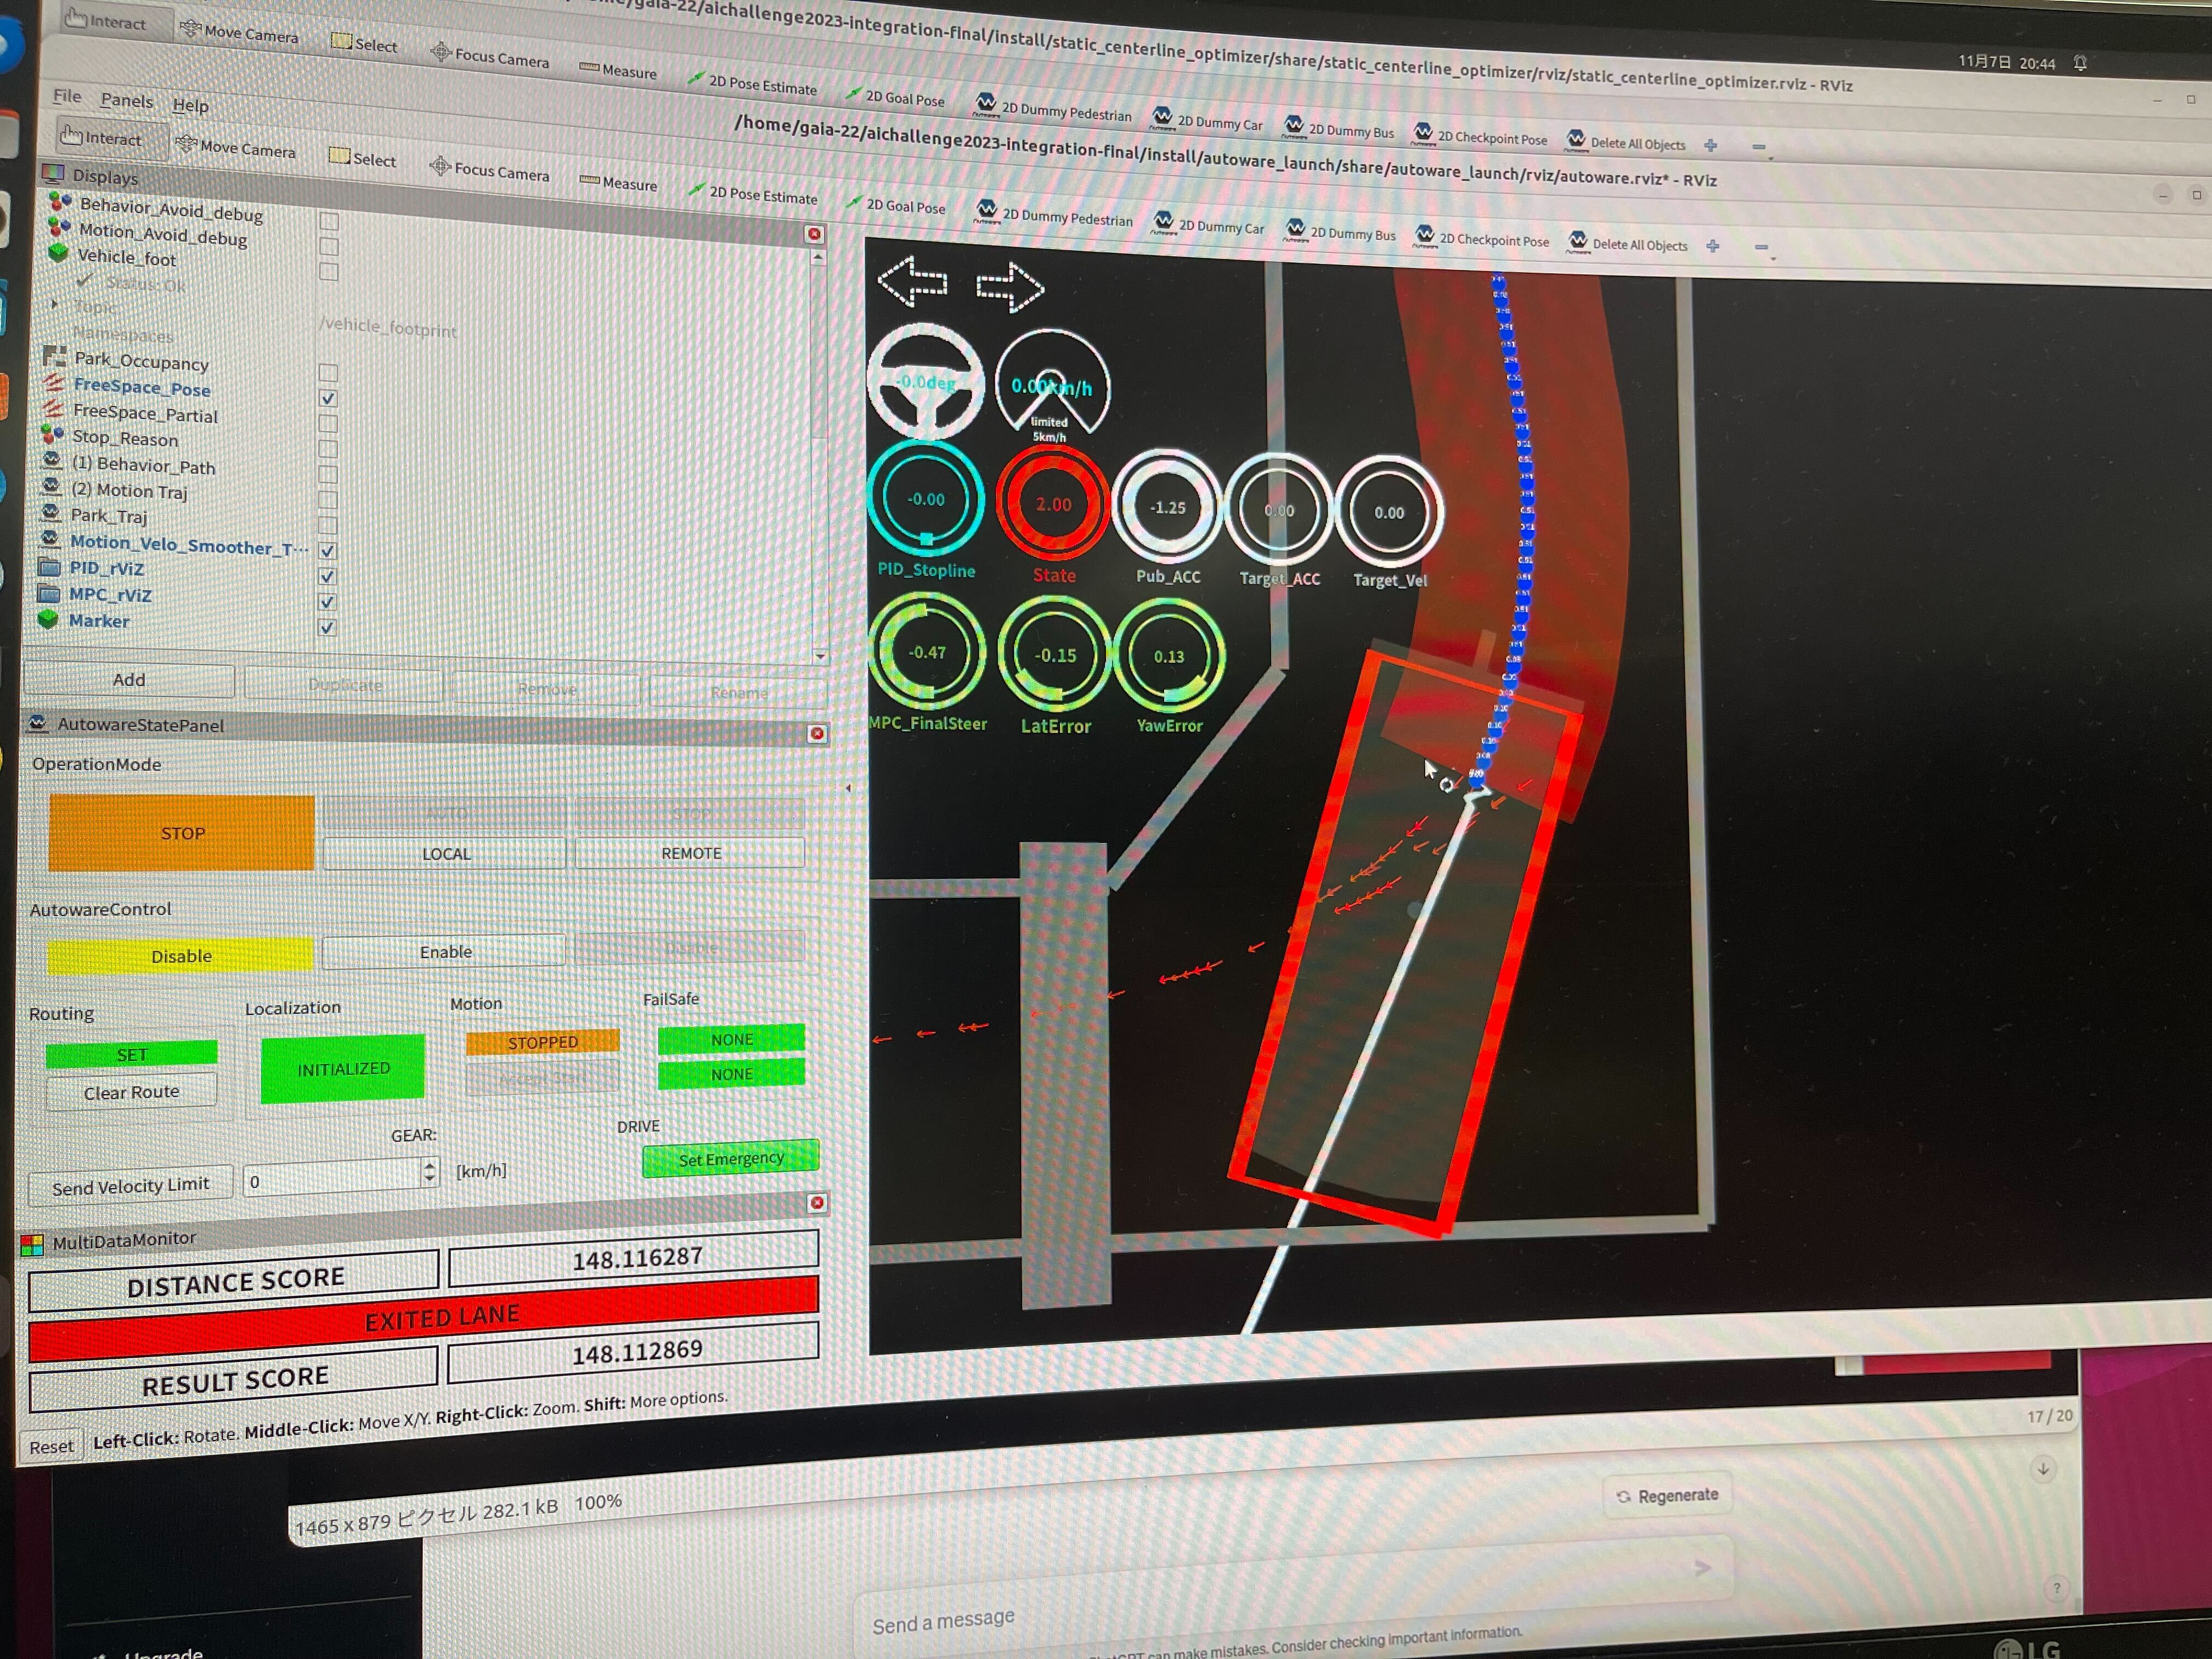 /gaia-22/aichallenge2023-integration-final/install/static_centerline_optimizer/share/static_centerline_optimizer/rviz/static_centerline_optimizer.rviz - RViz
11月7日 20:44
Interact Move Camera Select Focus Camera Measure 2D Pose Estimate 2D Goal Pose 2D Dummy Pedestrian 2D Dummy Car 2D Dummy Bus 2D Checkpoint Pose Delete All Objects
/home/gaia-22/aichallenge2023-integration-final/install/autoware_launch/share/autoware_launch/rviz/autoware.rviz* - RViz
File Panels Help
Interact Move Camera Select Focus Camera Measure 2D Pose Estimate 2D Goal Pose 2D Dummy Pedestrian 2D Dummy Car 2D Dummy Bus 2D Checkpoint Pose Delete All Objects
Displays
Behavior_Avoid_debug
Motion_Avoid_debug
Vehicle_foot
Status: Ok
Topic /vehicle_footprint
Namespaces
Park_Occupancy
FreeSpace_Pose
FreeSpace_Partial
Stop_Reason
(1) Behavior_Path
(2) Motion Traj
Park_Traj
Motion_Velo_Smoother_T...
PID_rViZ
MPC_rViZ
Marker
Add Duplicate Remove Rename
AutowareStatePanel
OperationMode
STOP AUTO STOP
LOCAL REMOTE
AutowareControl
Disable Enable Disable
Routing Localization Motion FailSafe
SET INITIALIZED STOPPED NONE
Clear Route NONE
GEAR: DRIVE
Send Velocity Limit 0 [km/h] Set Emergency
MultiDataMonitor
DISTANCE SCORE 148.116287
EXITED LANE
RESULT SCORE 148.112869
Reset Left-Click: Rotate. Middle-Click: Move X/Y. Right-Click: Zoom. Shift: More options.
-0.0deg 0.00km/h
limited
5km/h
-0.00 2.00 -1.25 0.00 0.00
PID_Stopline State Pub_ACC Target_ACC Target_Vel
-0.47 -0.15 0.13
MPC_FinalSteer LatError YawError
17 / 20
1465 x 879 ピクセル 282.1 kB 100%
Regenerate
Send a message
can make mistakes. Consider checking important information.
?
Upgrade
LG